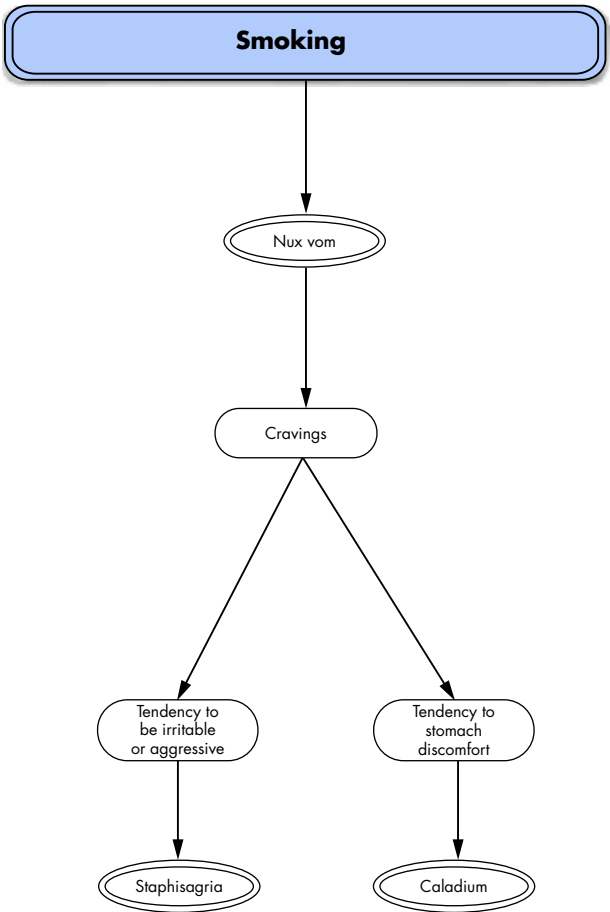 Smoking
Nux vom
Cravings
Tendency to
be irritable
or aggressive
Tendency to
stomach
discomfort
Staphisagria
Caladium